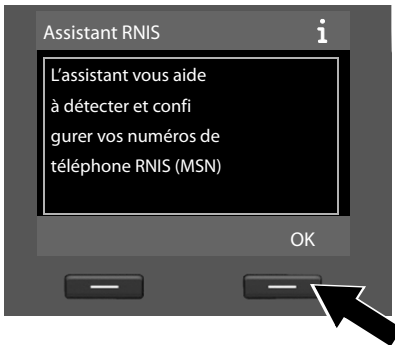 Assistant RNIS i
L'assistant vous aide
à détecter et confi
gurer vos numéros de
téléphone RNIS (MSN)
OK